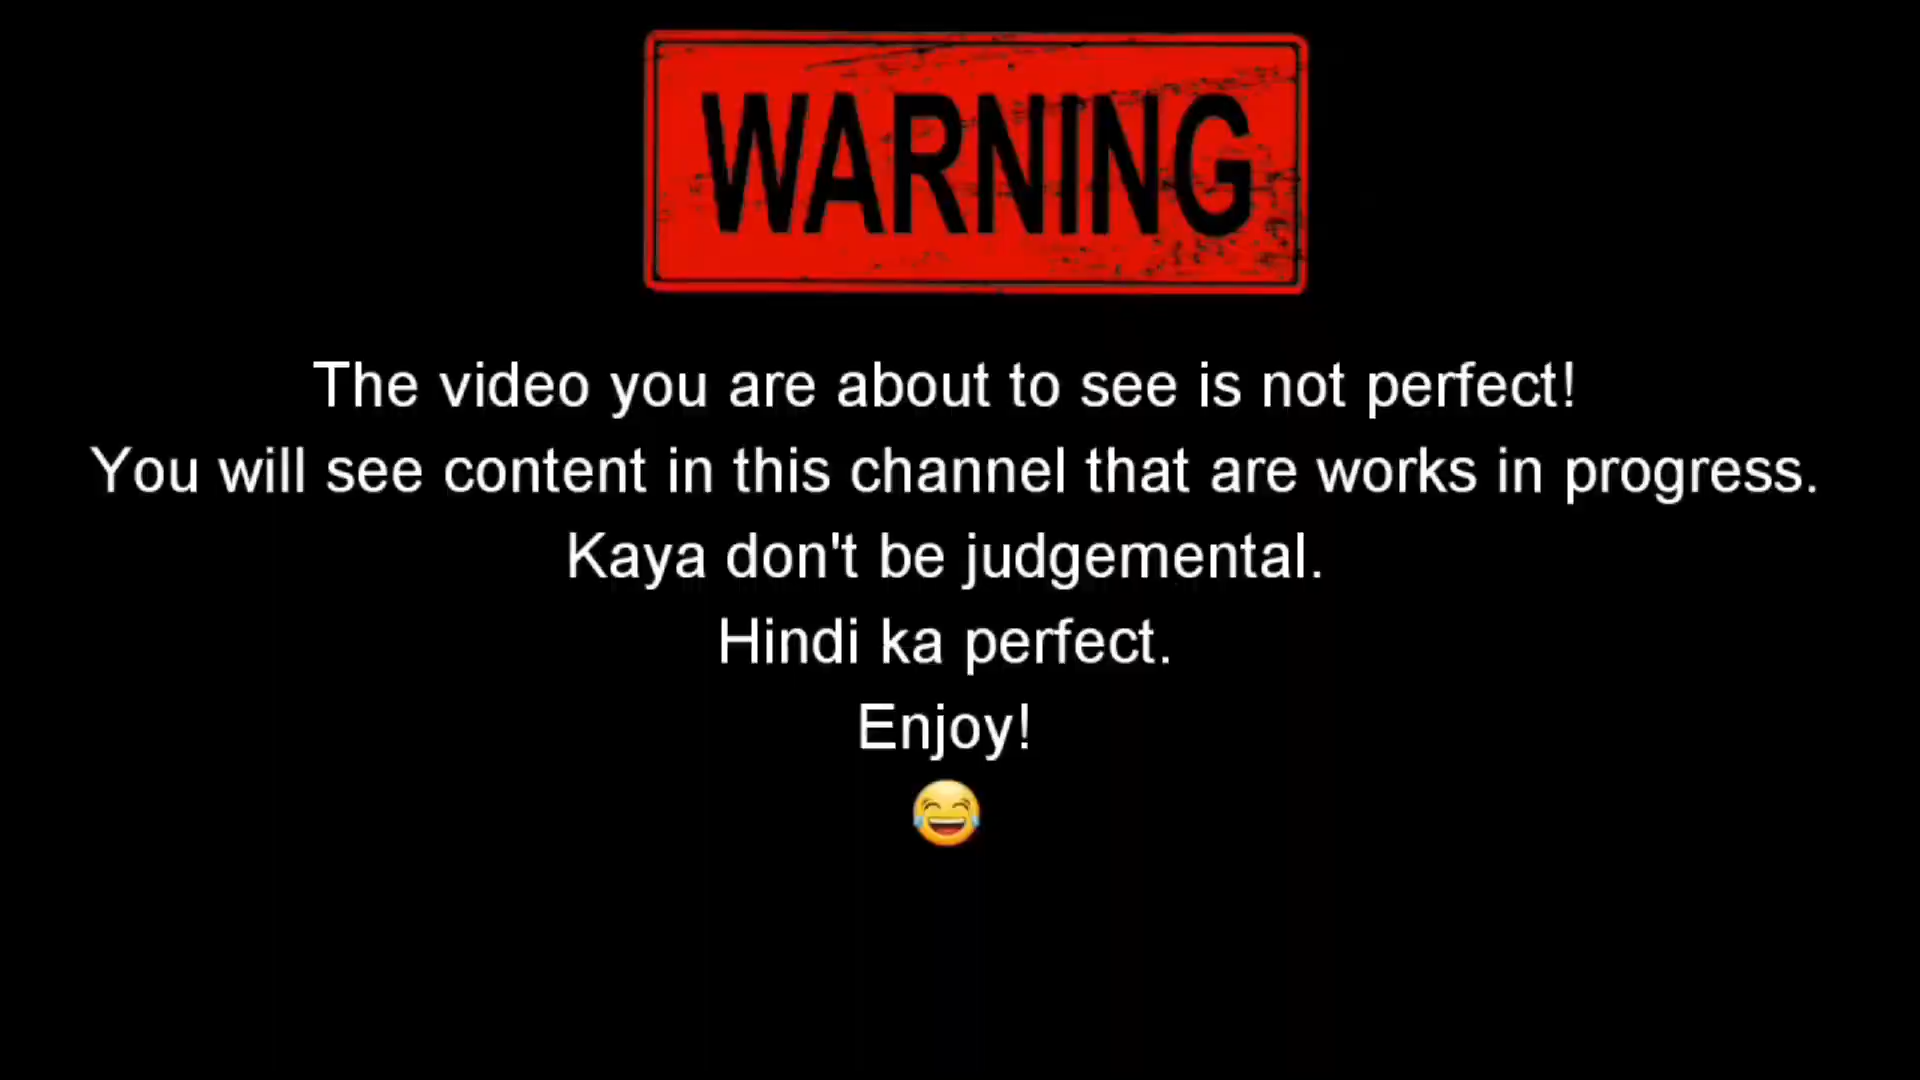 WARNING
The video you are about to see is not perfect!
You will see content in this channel that are works in progress.
Kaya don't be judgemental.
Hindi ka perfect.
Enjoy!
😂